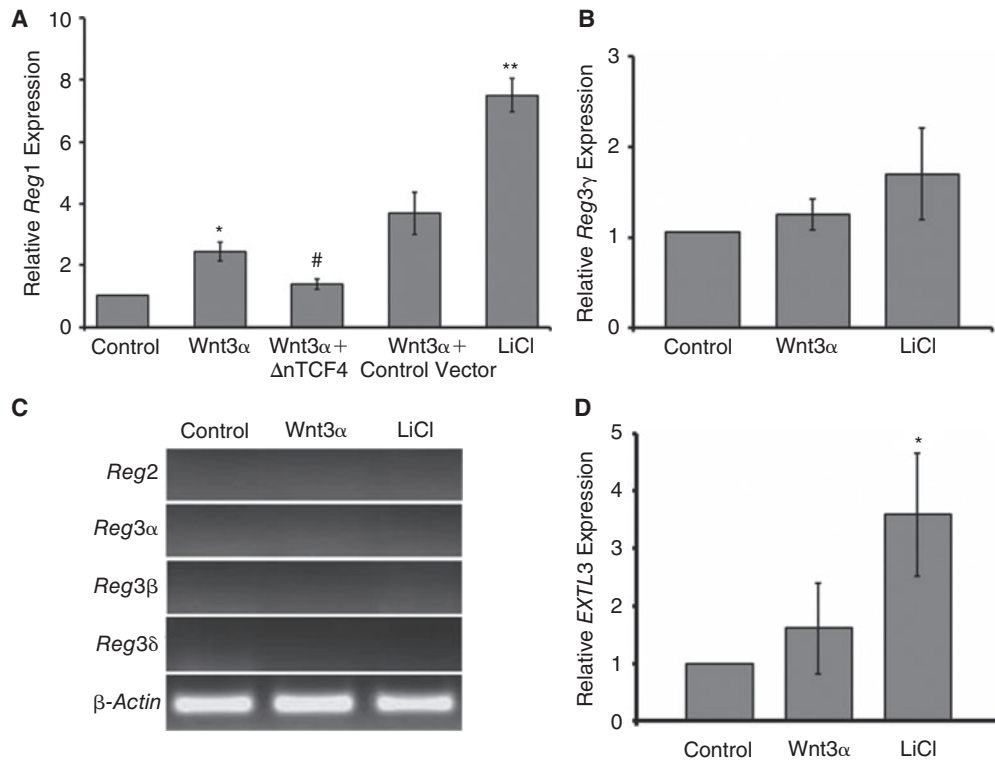 A
Relative Reg1 Expression
10
8
6
4
2
0
*
#
**
Control
Wnt3α
Wnt3α+
ΔnTCF4
Wnt3α+
Control Vector
LiCl
B
Relative Reg3γ Expression
3
2
1
0
Control
Wnt3α
LiCl
C
Control
Wnt3α
LiCl
Reg2
Reg3α
Reg3β
Reg3δ
β-Actin
D
Relative EXTL3 Expression
5
4
3
2
1
0
*
Control
Wnt3α
LiCl